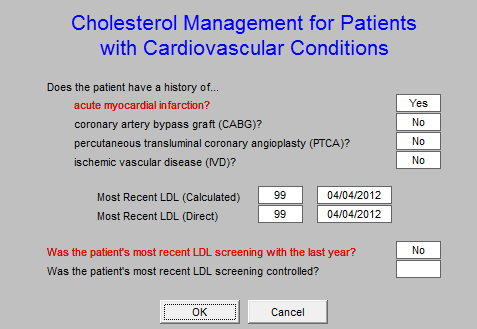 Cholesterol Management for Patients
with Cardiovascular Conditions
Does the patient have a history of...
acute myocardial infarction? Yes
coronary artery bypass graft (CABG)? No
percutaneous transluminal coronary angioplasty (PTCA)? No
ischemic vascular disease (IVD)? No
Most Recent LDL (Calculated) 99 04/04/2012
Most Recent LDL (Direct) 99 04/04/2012
Was the patient's most recent LDL screening with the last year? No
Was the patient's most recent LDL screening controlled?
OK Cancel